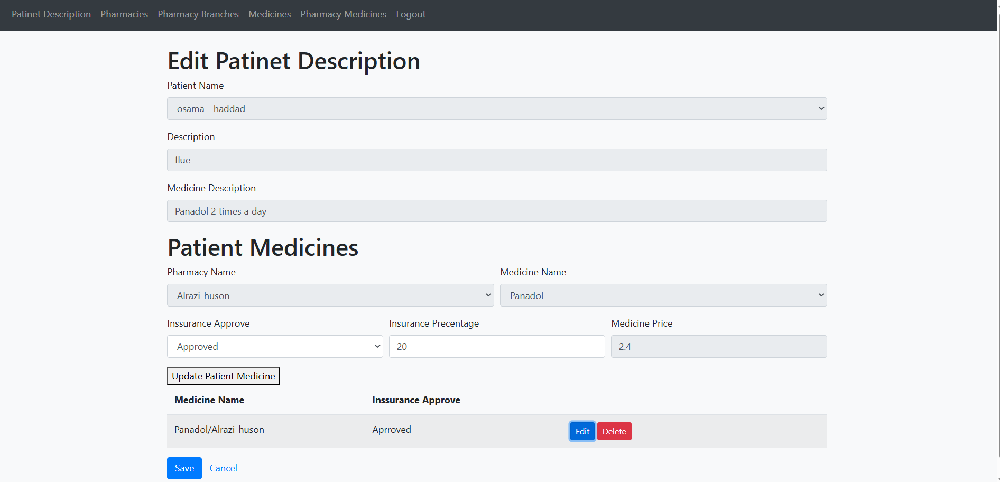 Patinet Description Pharmacies Pharmacy Branches Medicines Pharmacy Medicines Logout
Edit Patinet Description
Patient Name
osama - haddad
Description
flue
Medicine Description
Panadol 2 times a day
Patient Medicines
Pharmacy Name Medicine Name
Alrazi-huson Panadol
Inssurance Approve Insurance Precentage Medicine Price
Approved 20 2.4
Update Patient Medicine
Medicine Name Inssurance Approve
Panadol/Alrazi-huson Aprroved Edit Delete
Save Cancel